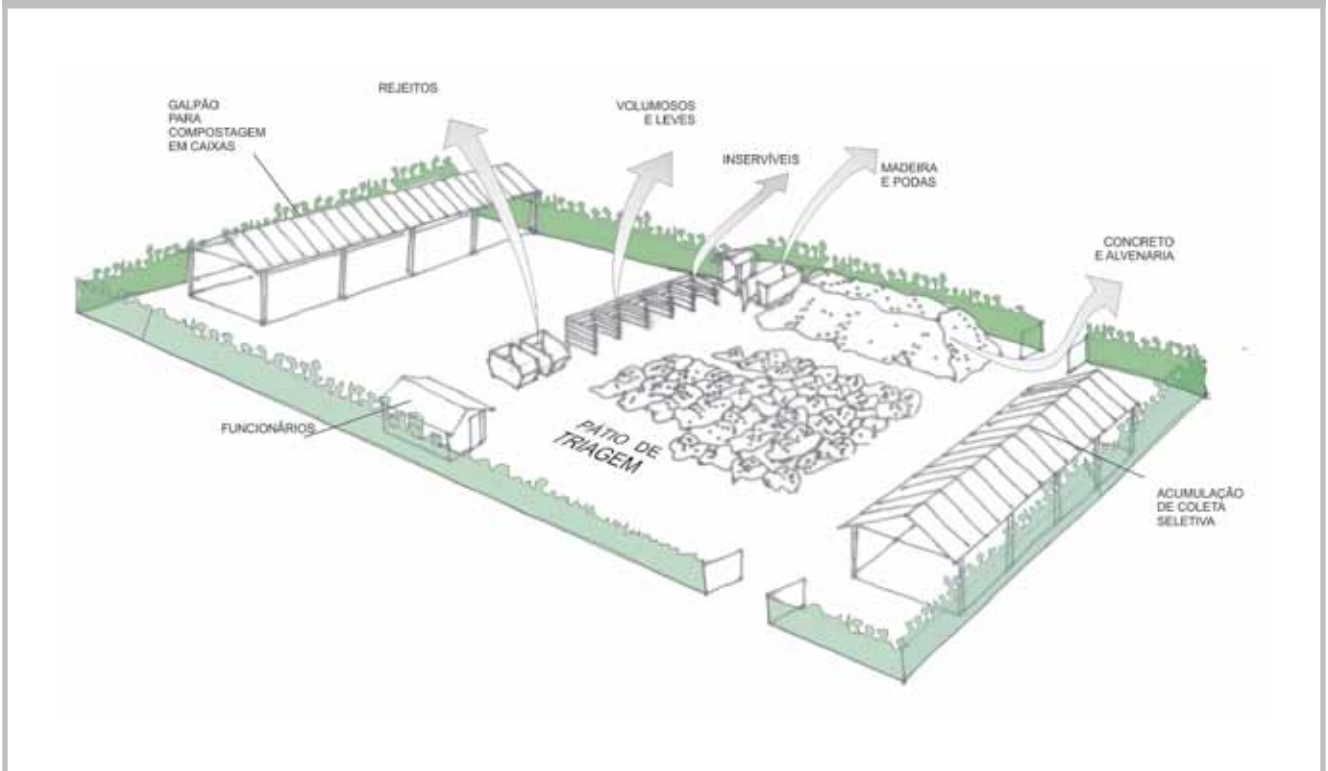 REJEITOS
GALPÃO
PARA
COMPOSTAGEM
EM CAIXAS
VOLUMOSOS
E LEVES
INSERVÍVEIS
MADEIRA
E PODAS
CONCRETO
E ALVENARIA
FUNCIONÁRIOS
PÁTIO DE
TRIAGEM
ACUMULAÇÃO
DE COLETA
SELETIVA